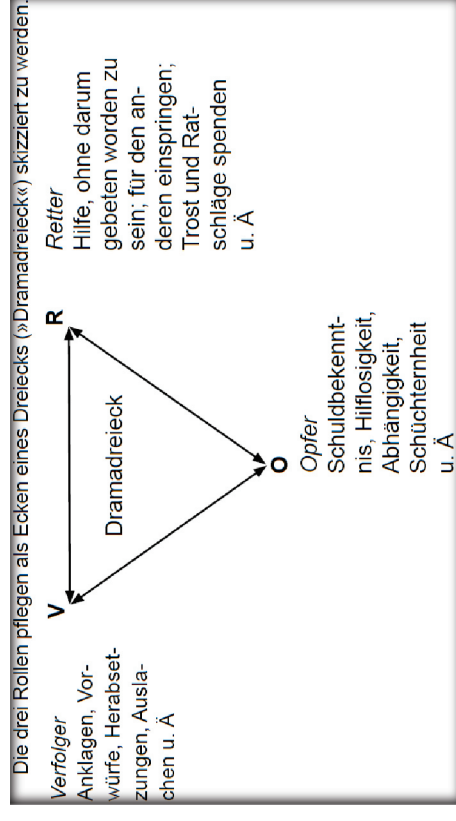 Die drei Rollen pflegen als Ecken eines Dreiecks (»Dramadreieck«) skizziert zu werden.
Verfolger
Anklagen, Vor-
würfe, Herabset-
zungen, Ausla-
chen u. Ä
V
R
Dramadreieck
O
Retter
Hilfe, ohne darum
gebeten worden zu
sein; für den an-
deren einspringen;
Trost und Rat-
schläge spenden
u. Ä
Opfer
Schuldbekennt-
nis, Hilflosigkeit,
Abhängigkeit,
Schüchternheit
u. Ä